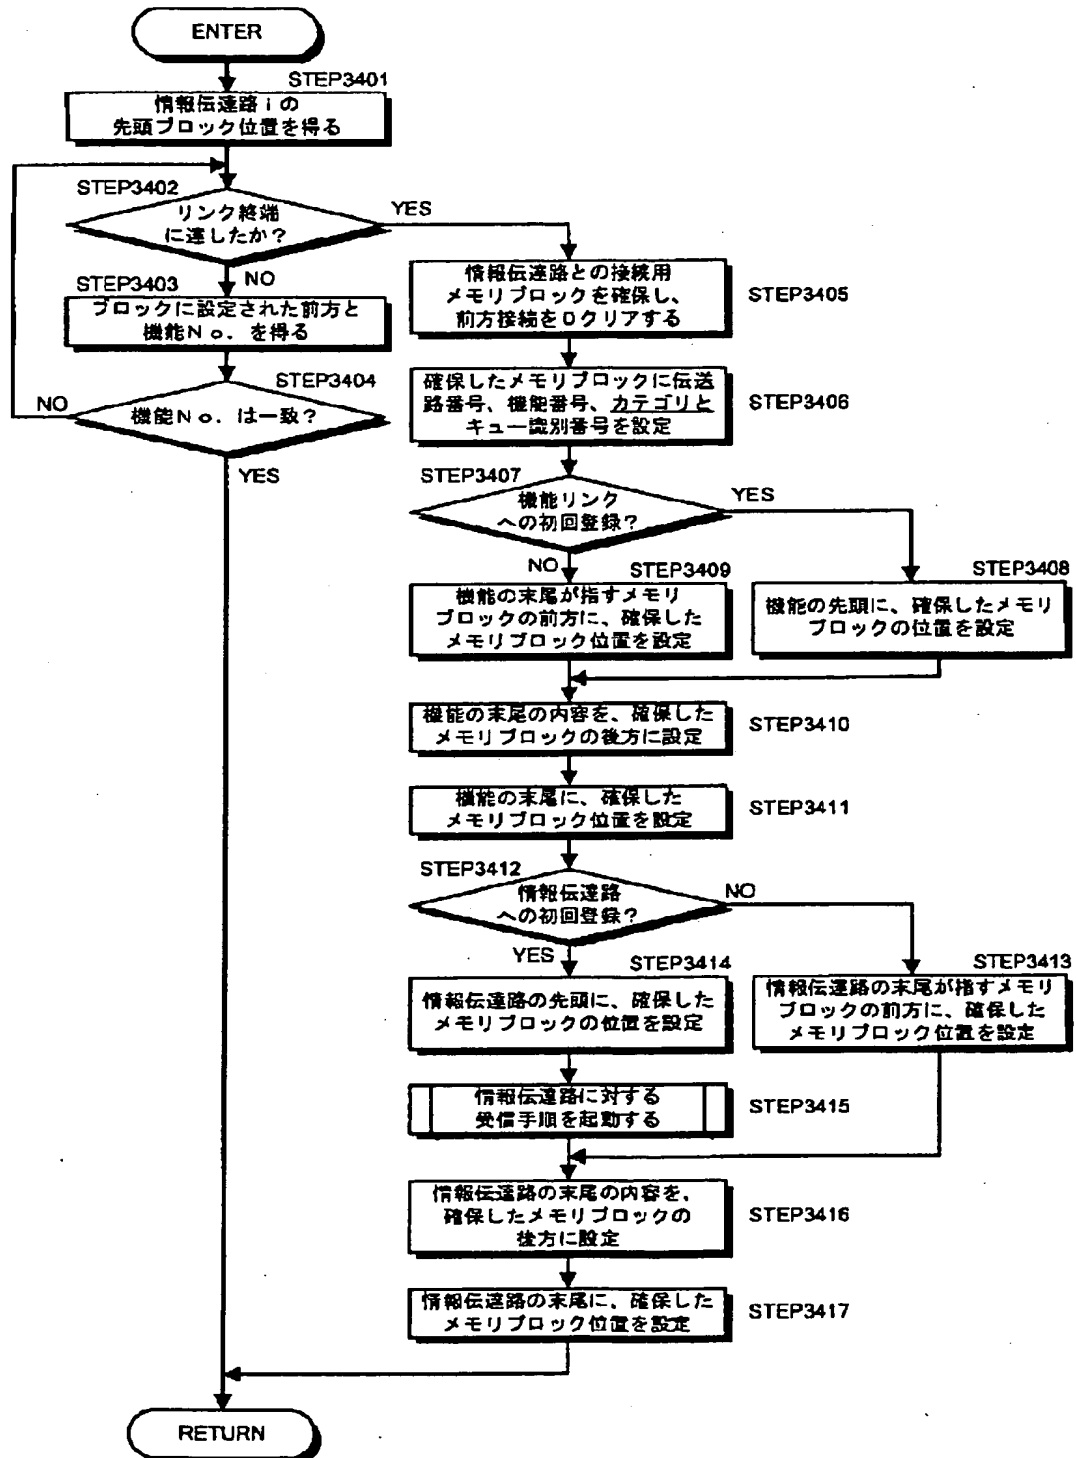 ENTER
STEP3401
情報伝達路iの
先頭ブロック位置を得る
STEP3402
リンク終端
に達したか?
YES
NO
STEP3403
ブロックに設定された前方と
機能No. を得る
STEP3404
機能No. は一致?
NO
YES
情報伝達路との接続用
メモリブロックを確保し、
前方接続を0クリアする
STEP3405
確保したメモリブロックに伝送
路番号、機能番号、カテゴリと
キュー識別番号を設定
STEP3406
STEP3407
機能リンク
への初回登録?
YES
NO
STEP3409
機能の末尾が指すメモリ
ブロックの前方に、確保した
メモリブロック位置を設定
STEP3408
機能の先頭に、確保したメモリ
ブロックの位置を設定
機能の末尾の内容を、確保した
メモリブロックの後方に設定
STEP3410
機能の末尾に、確保した
メモリブロック位置を設定
STEP3411
STEP3412
情報伝達路
への初回登録?
NO
YES
STEP3414
情報伝達路の先頭に、確保した
メモリブロックの位置を設定
STEP3413
情報伝達路の末尾が指すメモリ
ブロックの前方に、確保した
メモリブロック位置を設定
情報伝達路に対する
受信手順を起動する
STEP3415
情報伝達路の末尾の内容を、
確保したメモリブロックの
後方に設定
STEP3416
情報伝達路の末尾に、確保した
メモリブロック位置を設定
STEP3417
RETURN